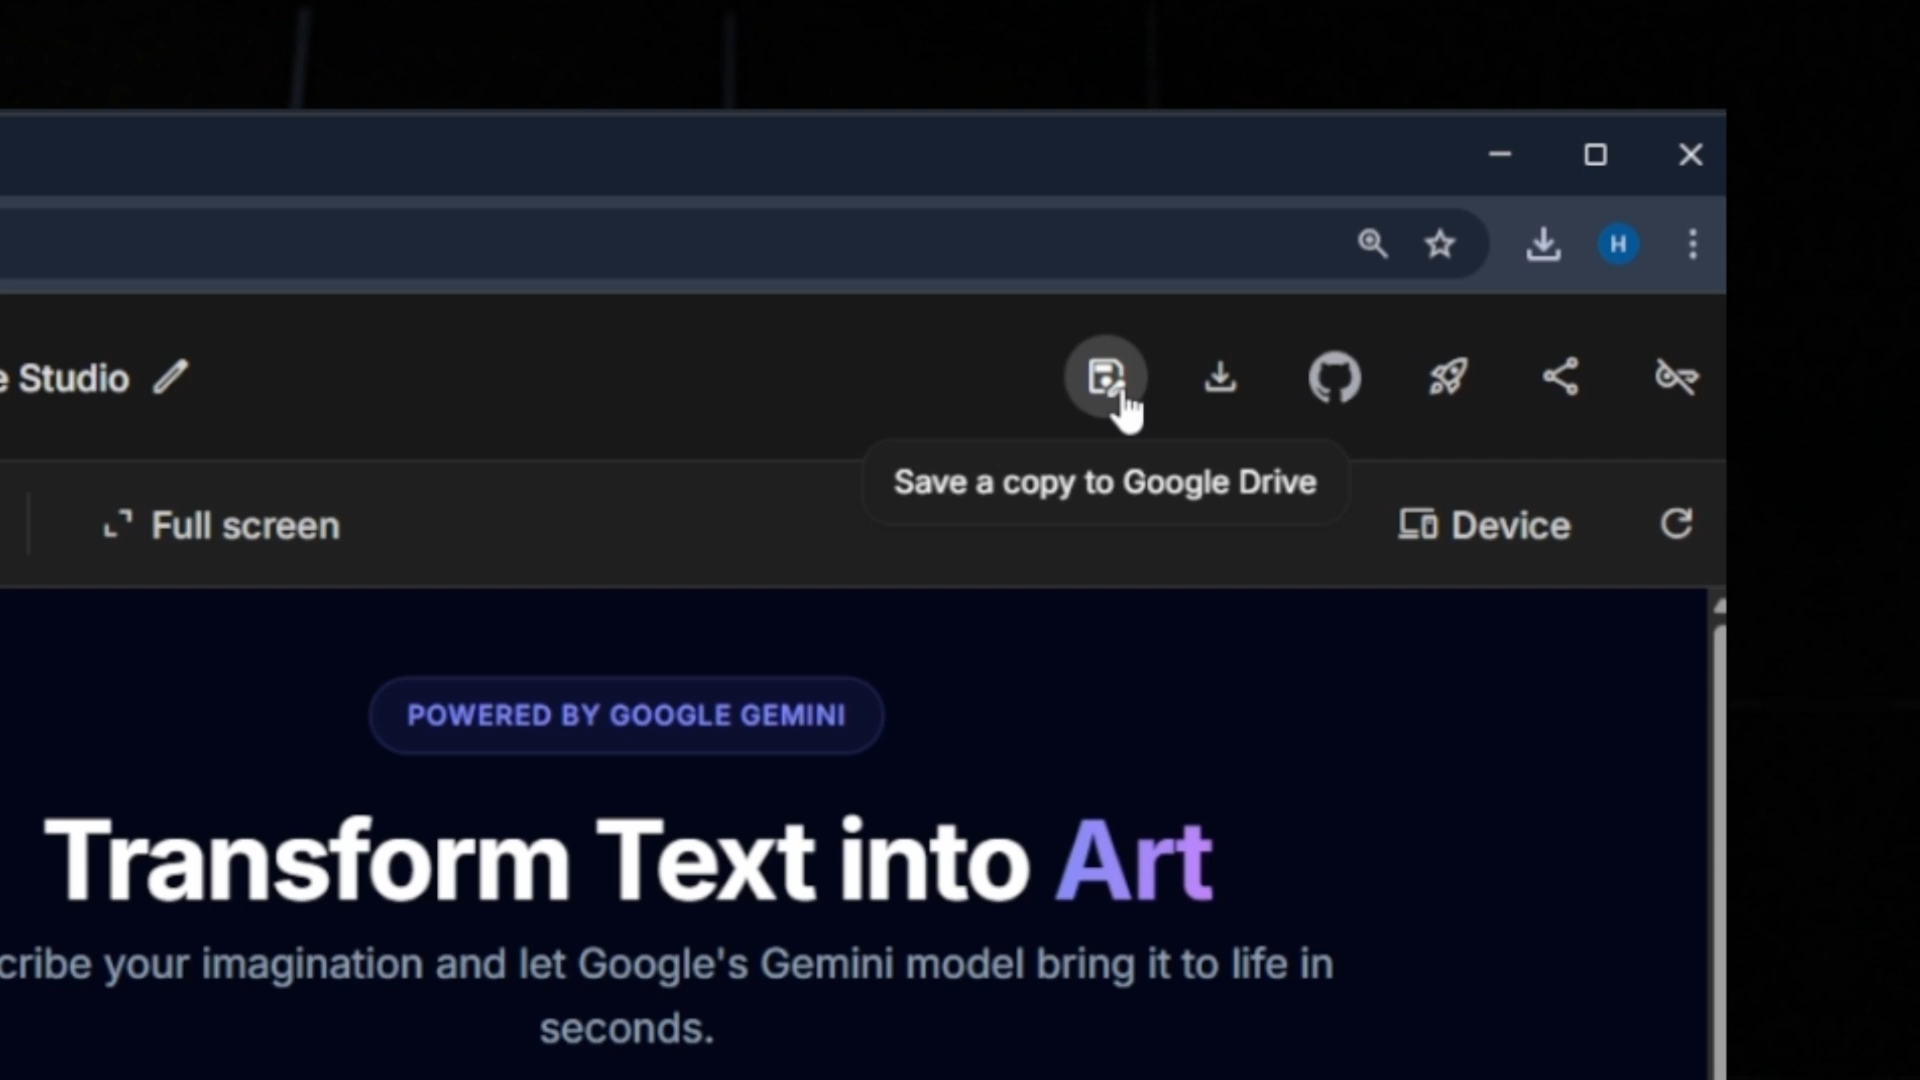 H
e Studio
Save a copy to Google Drive
Full screen
Device
POWERED BY GOOGLE GEMINI
Transform Text into Art
cribe your imagination and let Google's Gemini model bring it to life in
seconds.